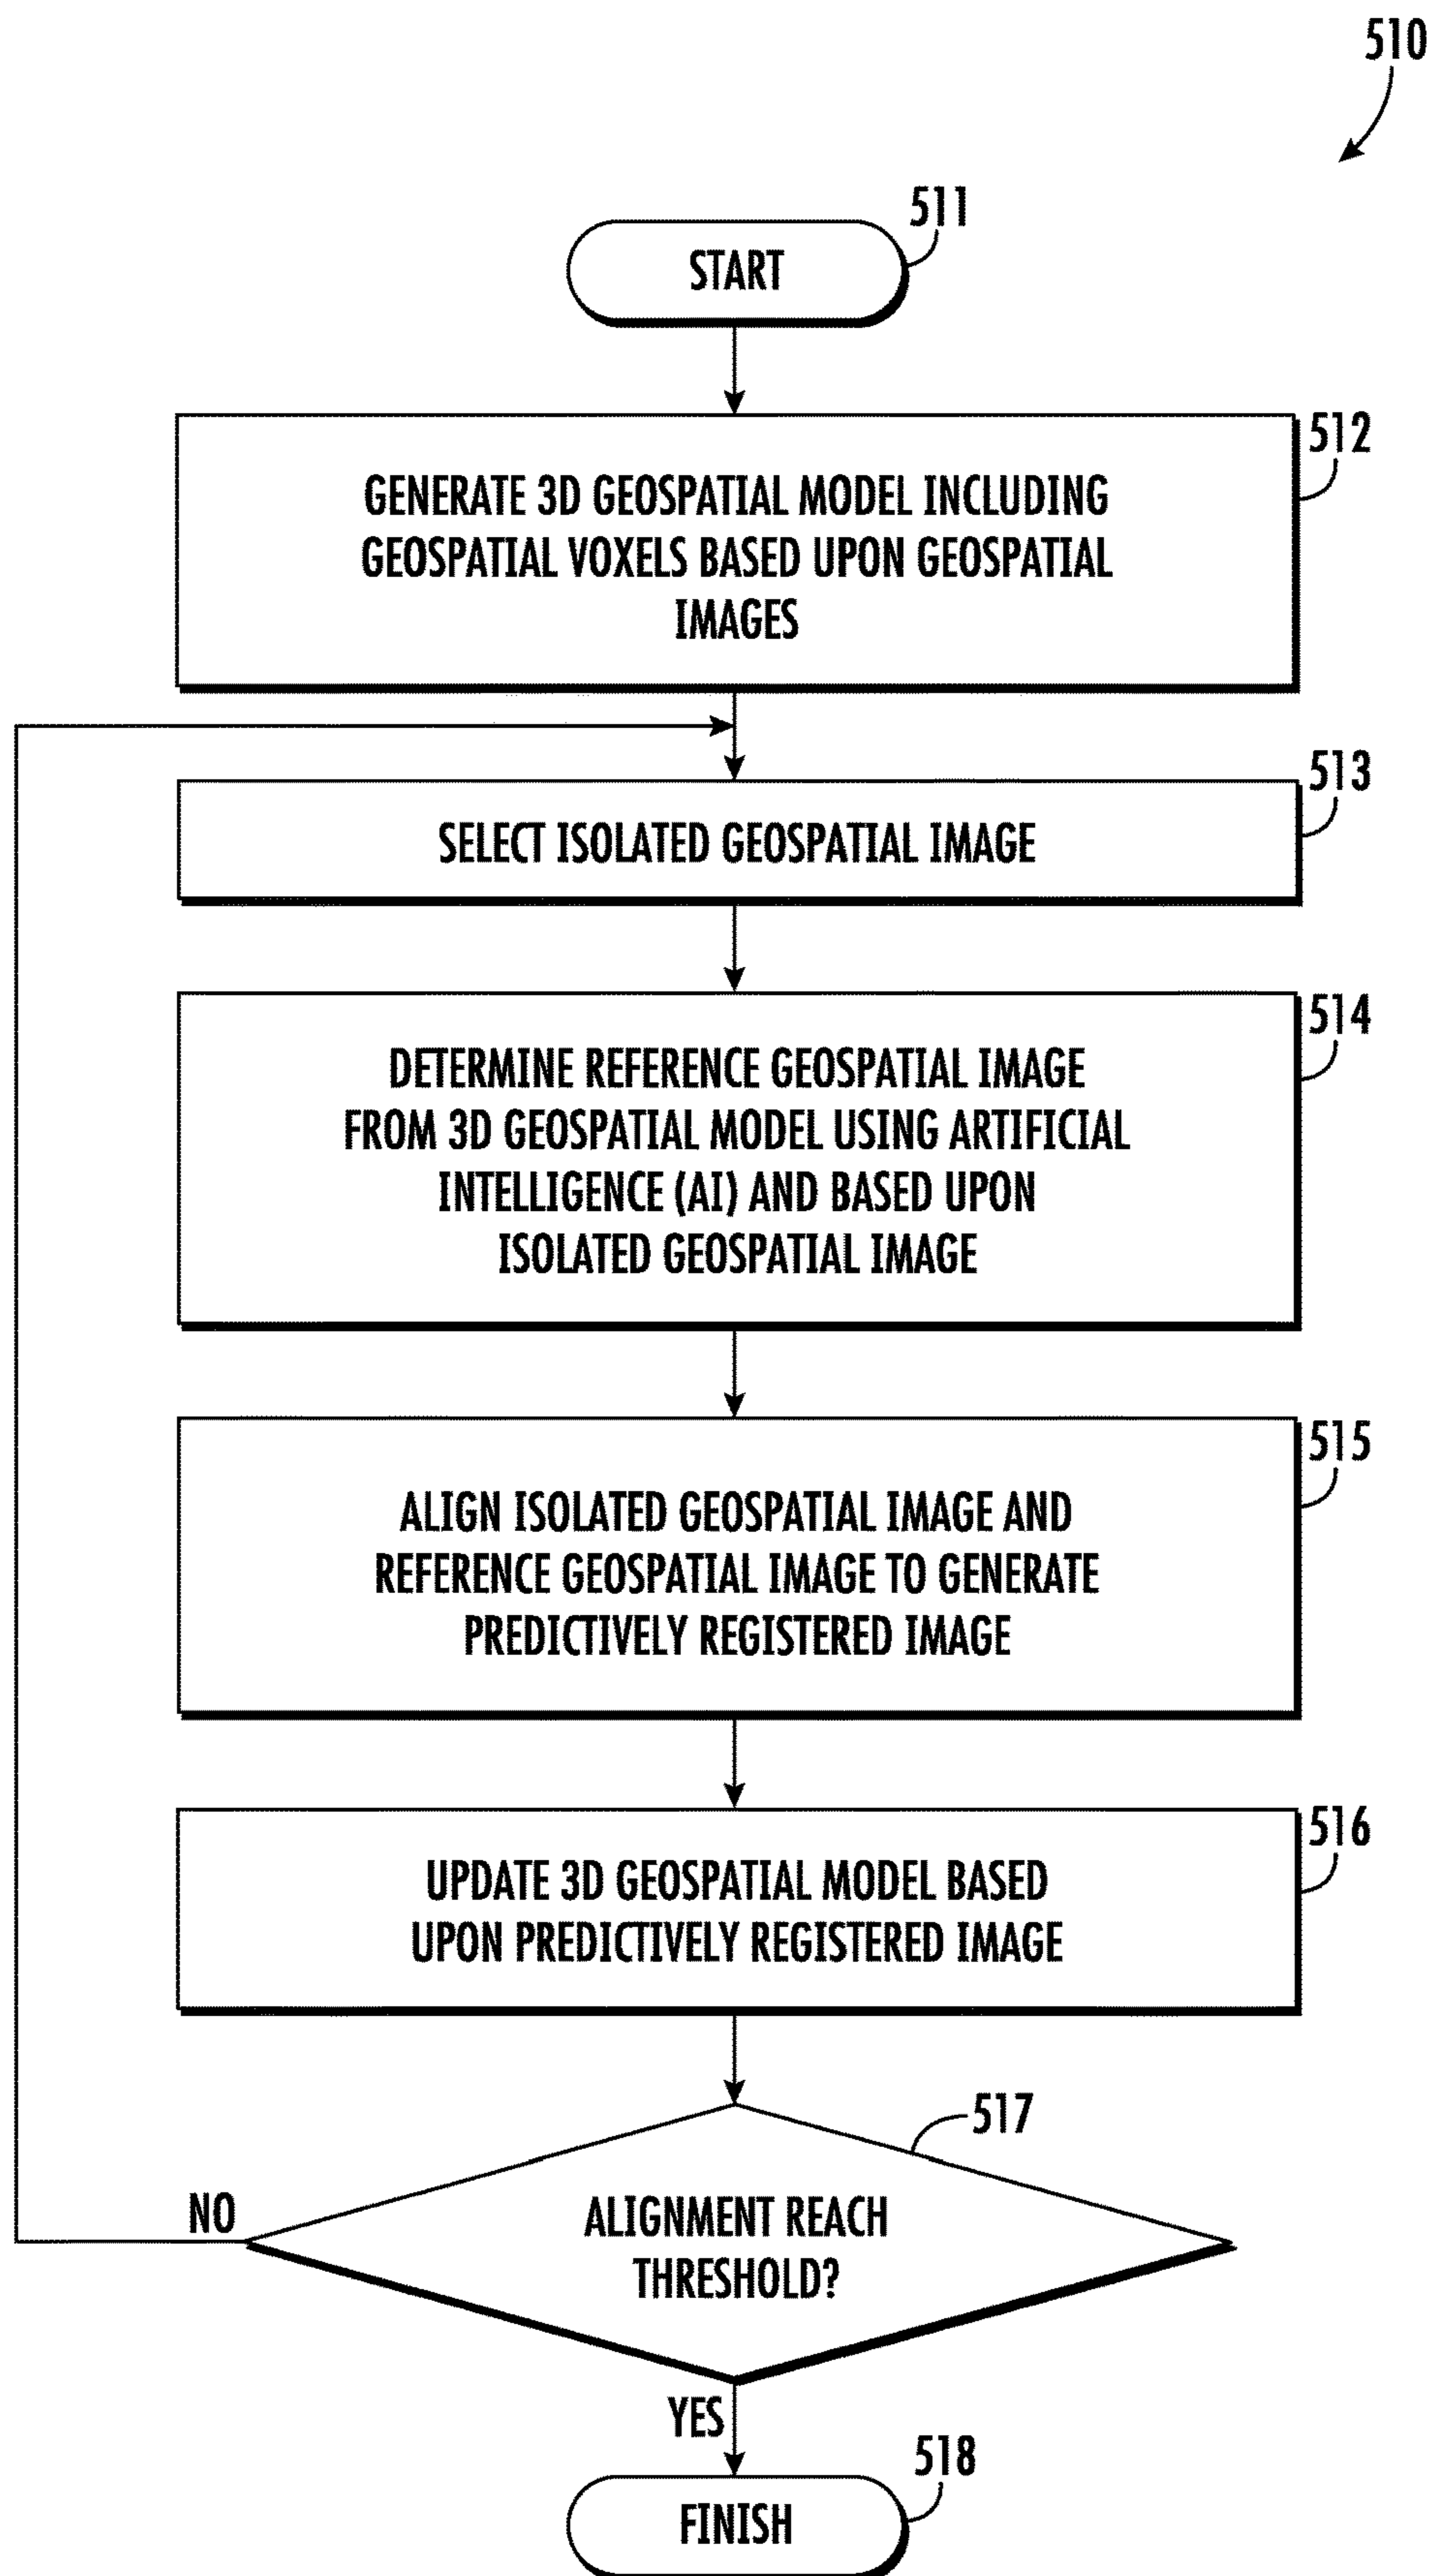 510
511
START
512
GENERATE 3D GEOSPATIAL MODEL INCLUDING
GEOSPATIAL VOXELS BASED UPON GEOSPATIAL
IMAGES
513
SELECT ISOLATED GEOSPATIAL IMAGE
514
DETERMINE REFERENCE GEOSPATIAL IMAGE
FROM 3D GEOSPATIAL MODEL USING ARTIFICIAL
INTELLIGENCE (AI) AND BASED UPON
ISOLATED GEOSPATIAL IMAGE
515
ALIGN ISOLATED GEOSPATIAL IMAGE AND
REFERENCE GEOSPATIAL IMAGE TO GENERATE
PREDICTIVELY REGISTERED IMAGE
516
UPDATE 3D GEOSPATIAL MODEL BASED
UPON PREDICTIVELY REGISTERED IMAGE
517
NO
ALIGNMENT REACH
THRESHOLD?
YES
518
FINISH